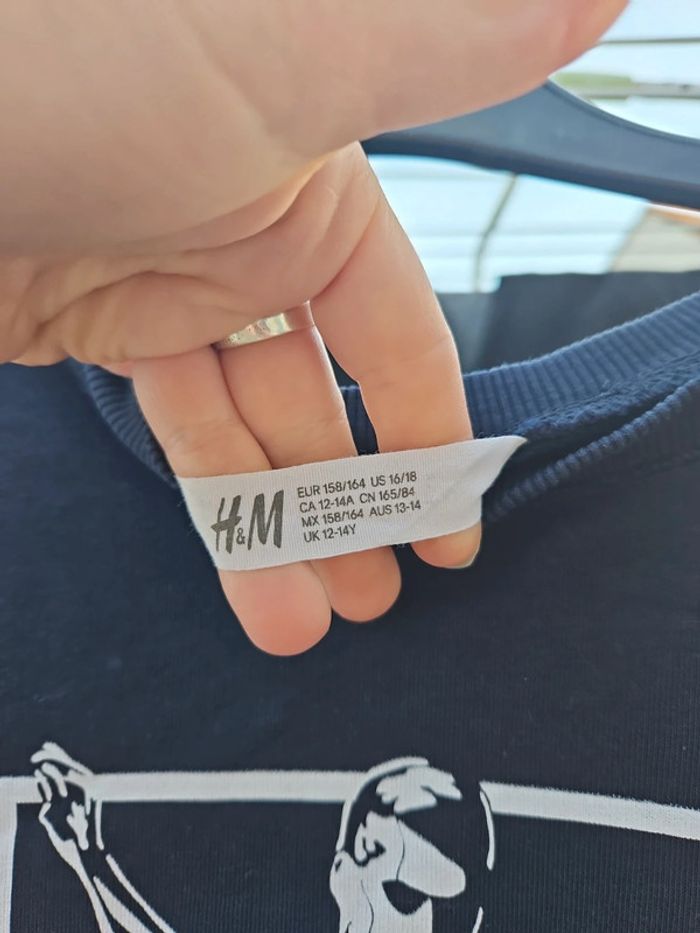 H&M
EUR 158/164 US 16/18
CA 12-14A CN 165/84
MX 158/164 AUS 13-14
UK 12-14Y